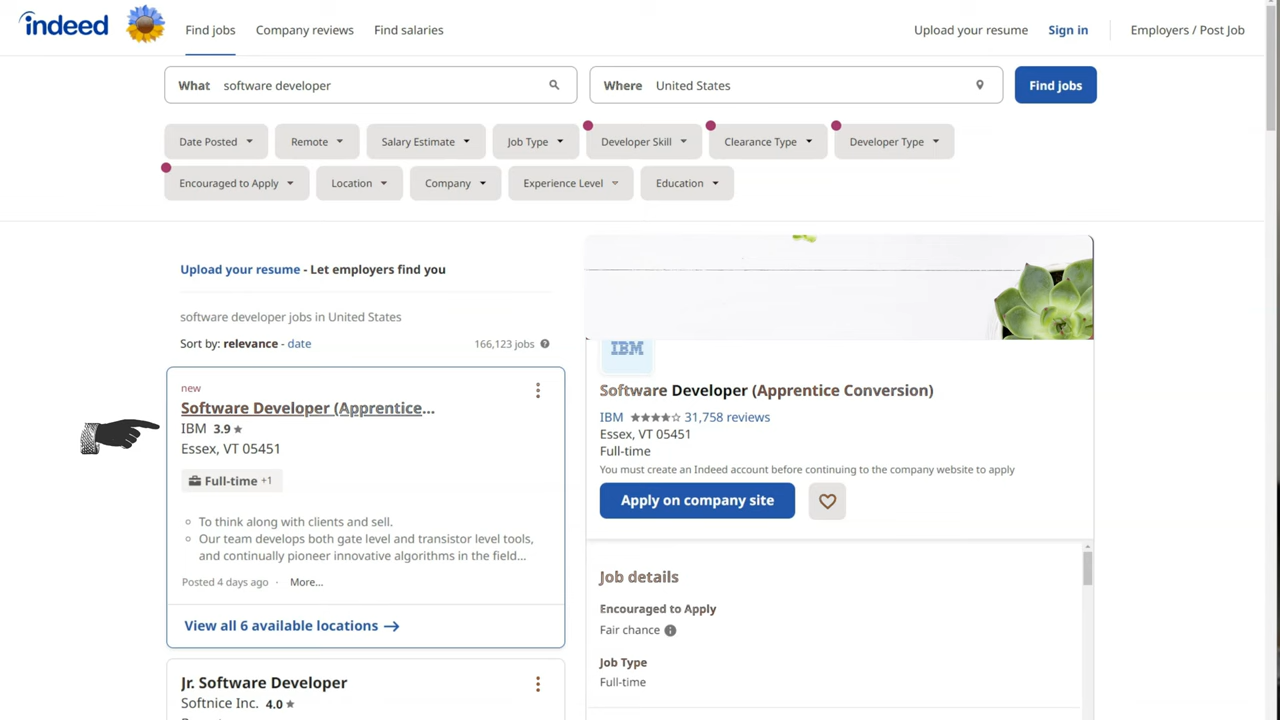 indeed
Find jobs
Company reviews
Find salaries
Upload your resume
Sign in
Employers / Post Job
What software developer
Where United States
Find jobs
Date Posted
Remote
Salary Estimate
Job Type
Developer Skill
Clearance Type
Developer Type
Encouraged to Apply
Location
Company
Experience Level
Education
Upload your resume - Let employers find you
software developer jobs in United States
Sort by: relevance - date
166,123 jobs
new
Software Developer (Apprentice...
IBM 3.9
Essex, VT 05451
Full-time +1
To think along with clients and sell.
Our team develops both gate level and transistor level tools,
and continually pioneer innovative algorithms in the field…
Posted 4 days ago · More...
View all 6 available locations
Jr. Software Developer
Softnice Inc. 4.0
IBM
Software Developer (Apprentice Conversion)
IBM 31,758 reviews
Essex, VT 05451
Full-time
You must create an Indeed account before continuing to the company website to apply
Apply on company site
Job details
Encouraged to Apply
Fair chance
Job Type
Full-time